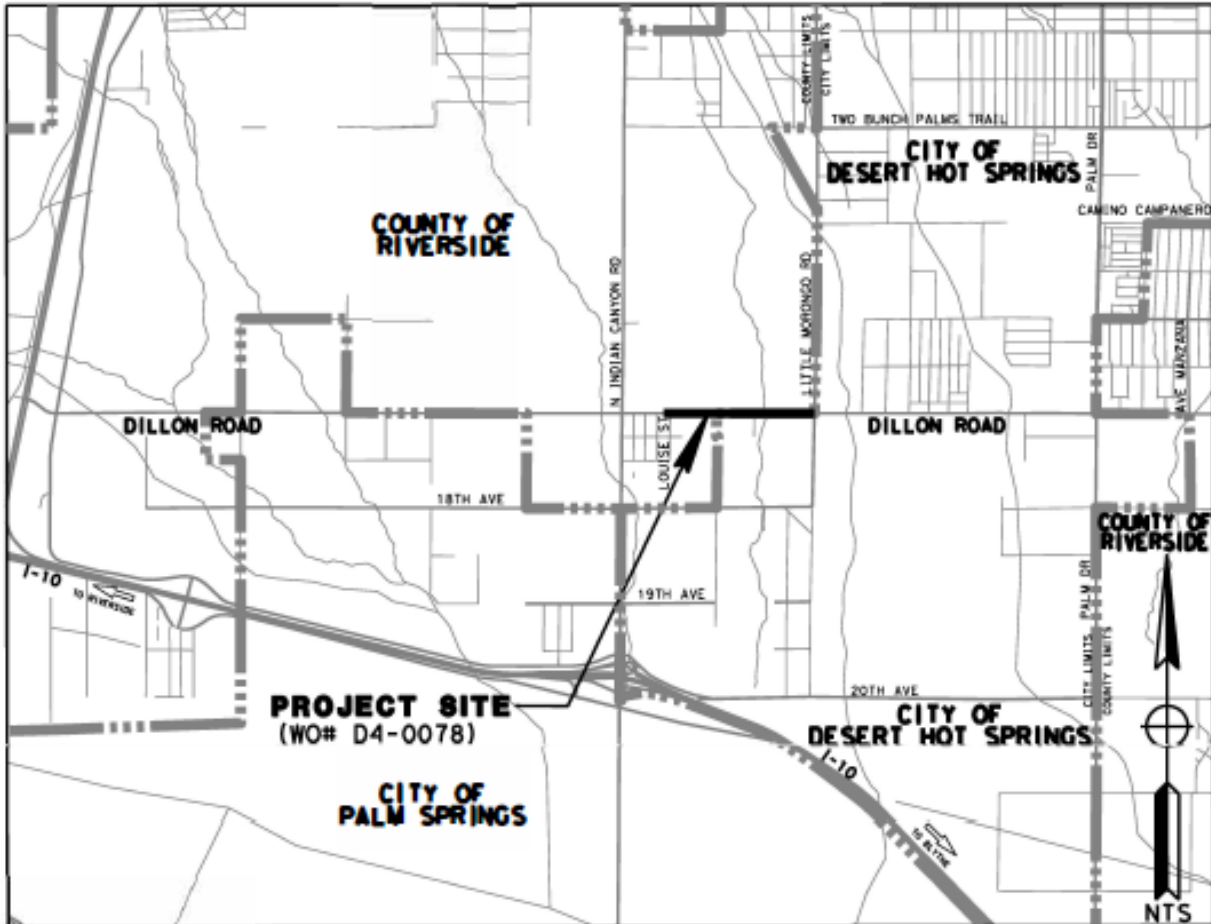 COUNTY LIMITS
CITY LIMITS
TWO BUNCH PALMS TRAIL
CITY OF
DESERT HOT SPRINGS
PALM DR
CAMINO CAMPANERO
COUNTY OF
RIVERSIDE
N INDIAN CANYON RD
LITTLE MORONGO RD
AVE MANZANA
DILLON ROAD
LOUISE ST
DILLON ROAD
18TH AVE
COUNTY OF
RIVERSIDE
I-10
TO RIVERSIDE
19TH AVE
PALM DR
CITY LIMITS
COUNTY LIMITS
20TH AVE
PROJECT SITE
(WO# D4-0078)
CITY OF
DESERT HOT SPRINGS
I-10
CITY OF
PALM SPRINGS
TO BLYTHE
NTS